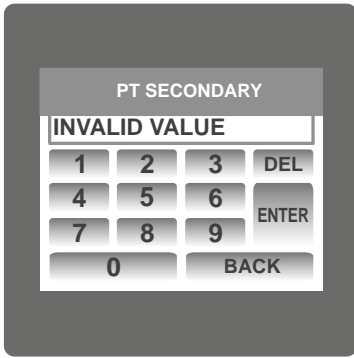 PT SECONDARY
INVALID VALUE
1 2 3 DEL
4 5 6 ENTER
7 8 9
0 BACK